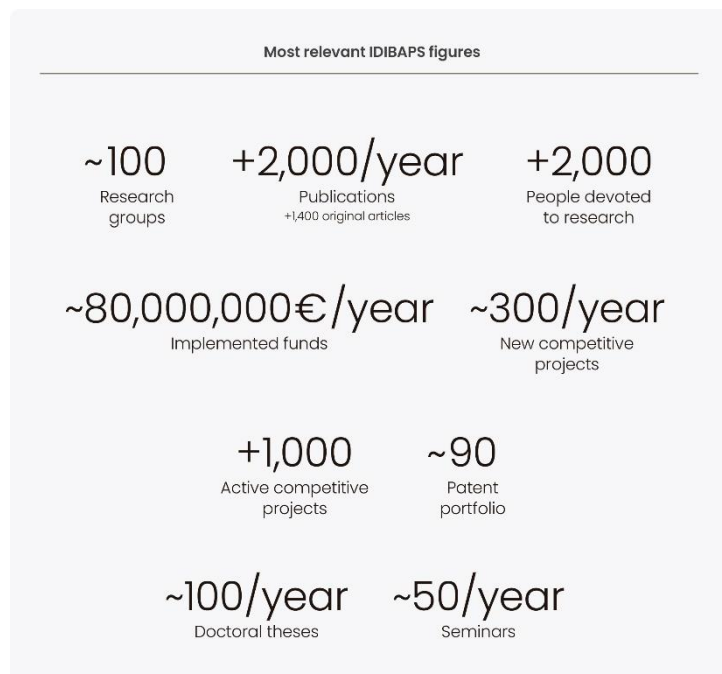 Most relevant IDIBAPS figures
~100
Research
groups
+2,000/year
Publications
+1,400 original articles
+2,000
People devoted
to research
~80,000,000€/year
Implemented funds
~300/year
New competitive
projects
+1,000
Active competitive
projects
~90
Patent
portfolio
~100/year
Doctoral theses
~50/year
Seminars